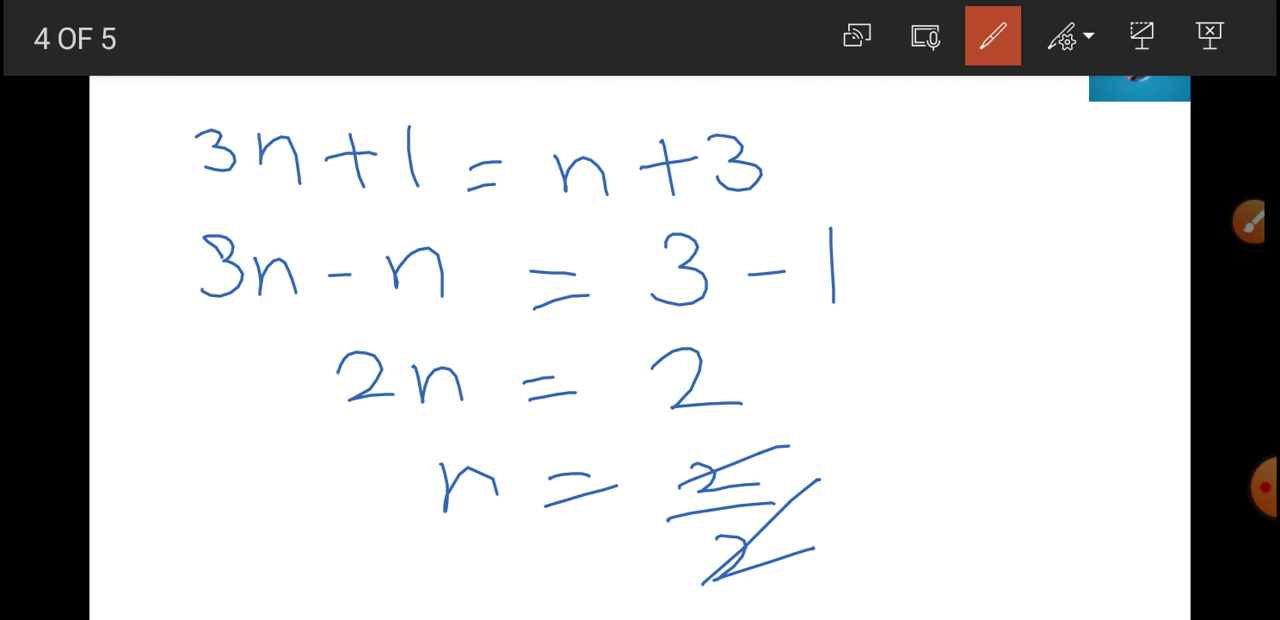 4 OF 5
3n+1 = n+3
3n - n = 3 - 1
2n = 2
n = 2/2